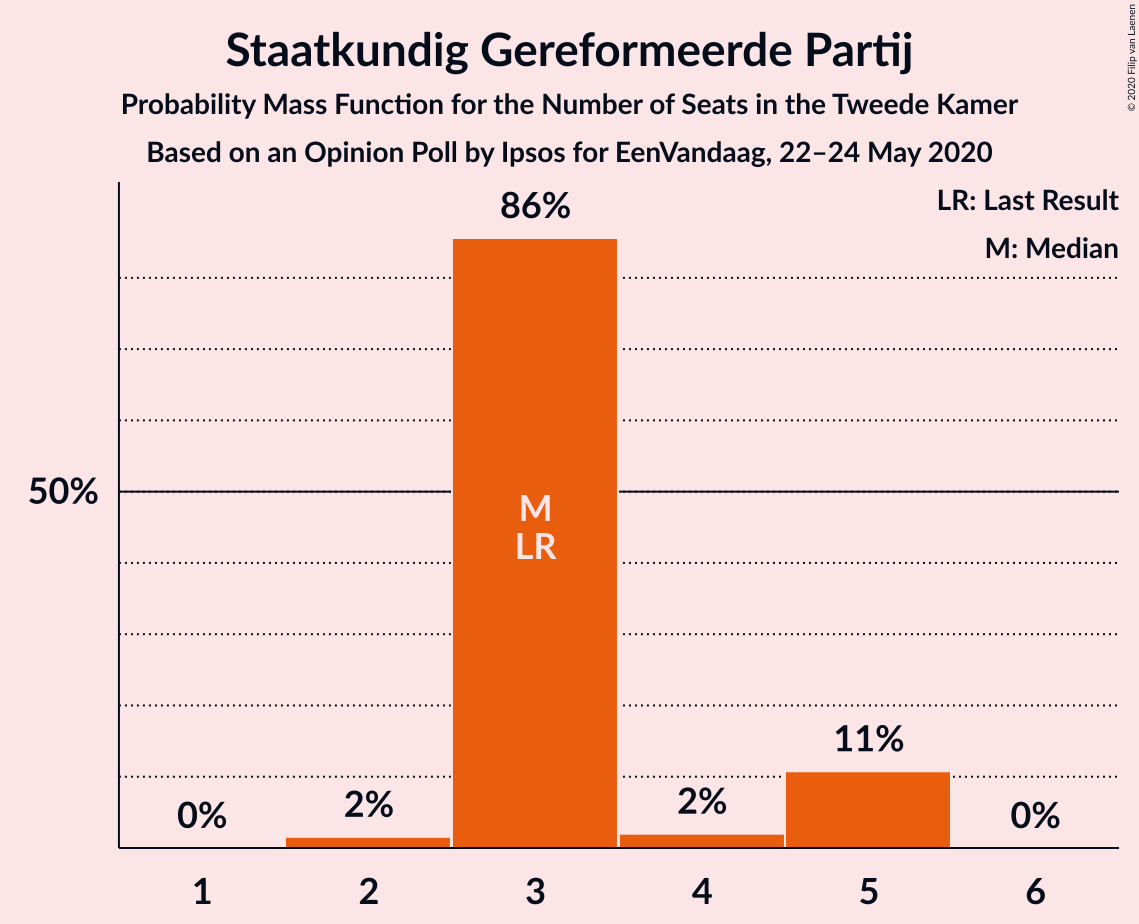 Staatkundig Gereformeerde Partij
Probability Mass Function for the Number of Seats in the Tweede Kamer
Based on an Opinion Poll by Ipsos for EenVandaag, 22–24 May 2020
© 2020 Filip van Laenen
LR: Last Result
M: Median
86%
50%
M
LR
11%
0%
2%
2%
0%
1 2 3 4 5 6